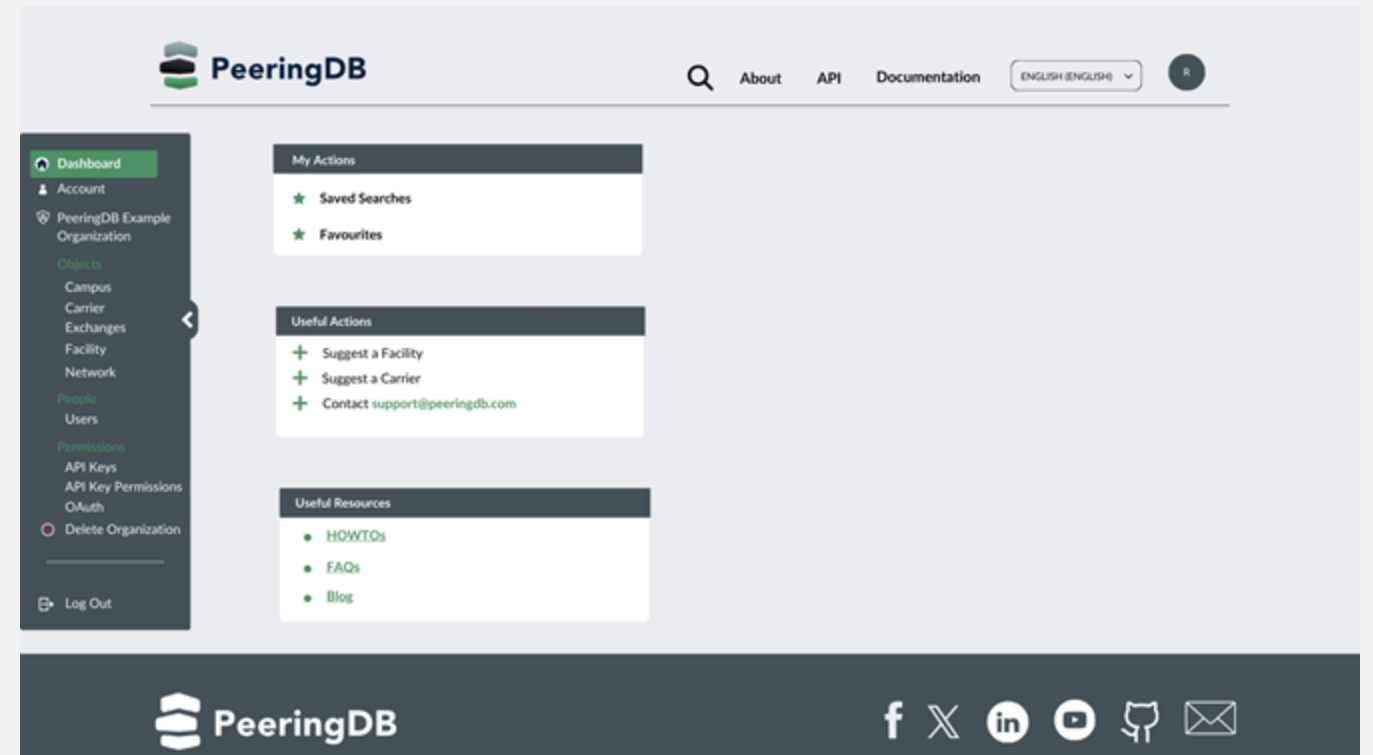 PeeringDB
About API Documentation ENGLISH (ENGLISH) R
Dashboard
Account
PeeringDB Example
Organization
Objects
Campus
Carrier
Exchanges
Facility
Network
People
Users
Permissions
API Keys
API Key Permissions
OAuth
Delete Organization
Log Out
My Actions
Saved Searches
Favourites
Useful Actions
Suggest a Facility
Suggest a Carrier
Contact support@peeringdb.com
Useful Resources
HOWTOs
FAQs
Blog
PeeringDB
f X in